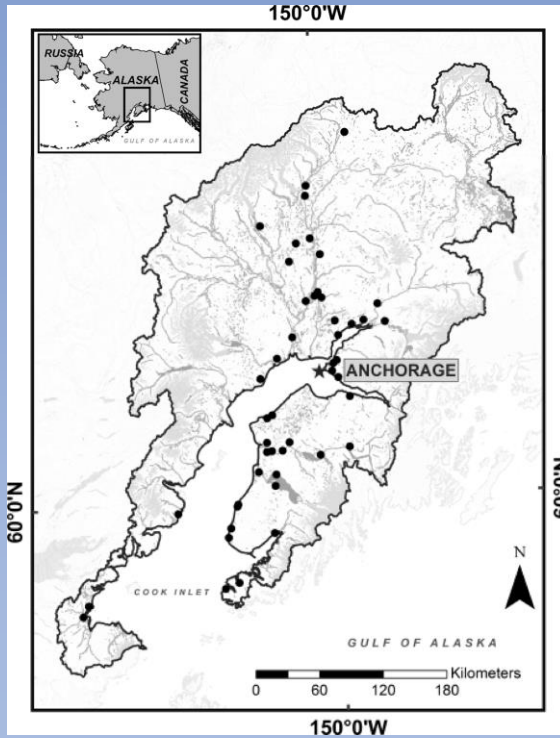 150°0'W
RUSSIA
ALASKA
CANADA
GULF OF ALASKA
ANCHORAGE
60°0'N
60°0'N
COOK INLET
N
GULF OF ALASKA
Kilometers
0 30 60 120 180
150°0'W